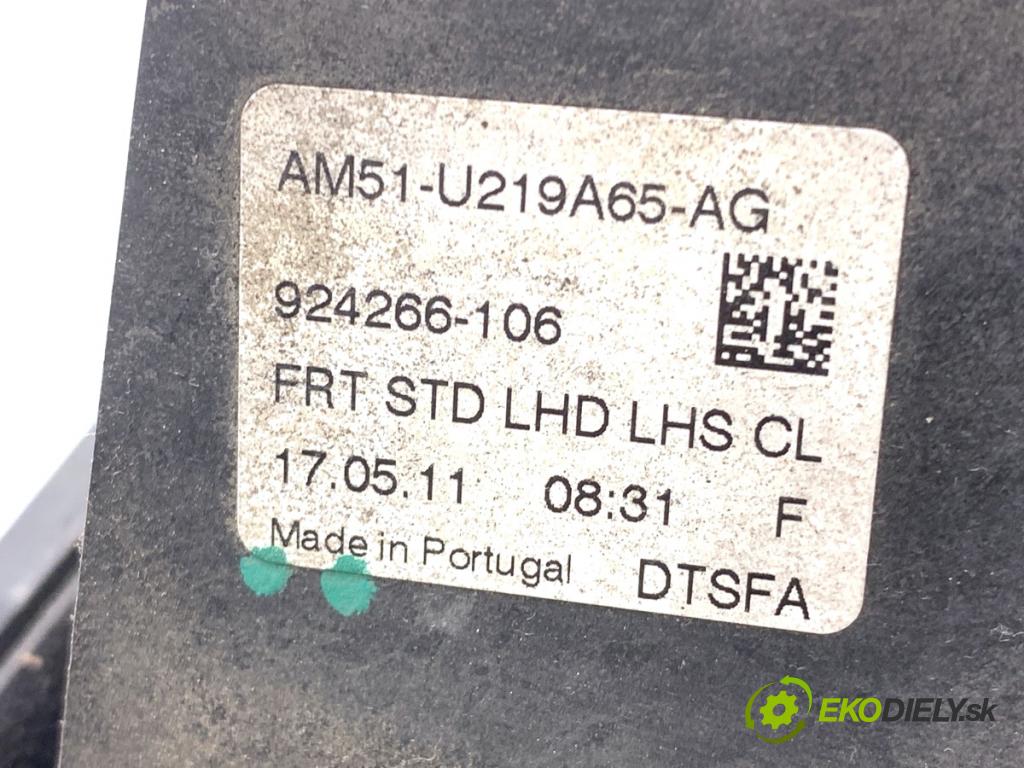 AM51-U219A65-AG
924266-106
FRT STD LHD LHS CL
17.05.11 08:31 F
Made in Portugal DTSFA
EKODIELY.sk